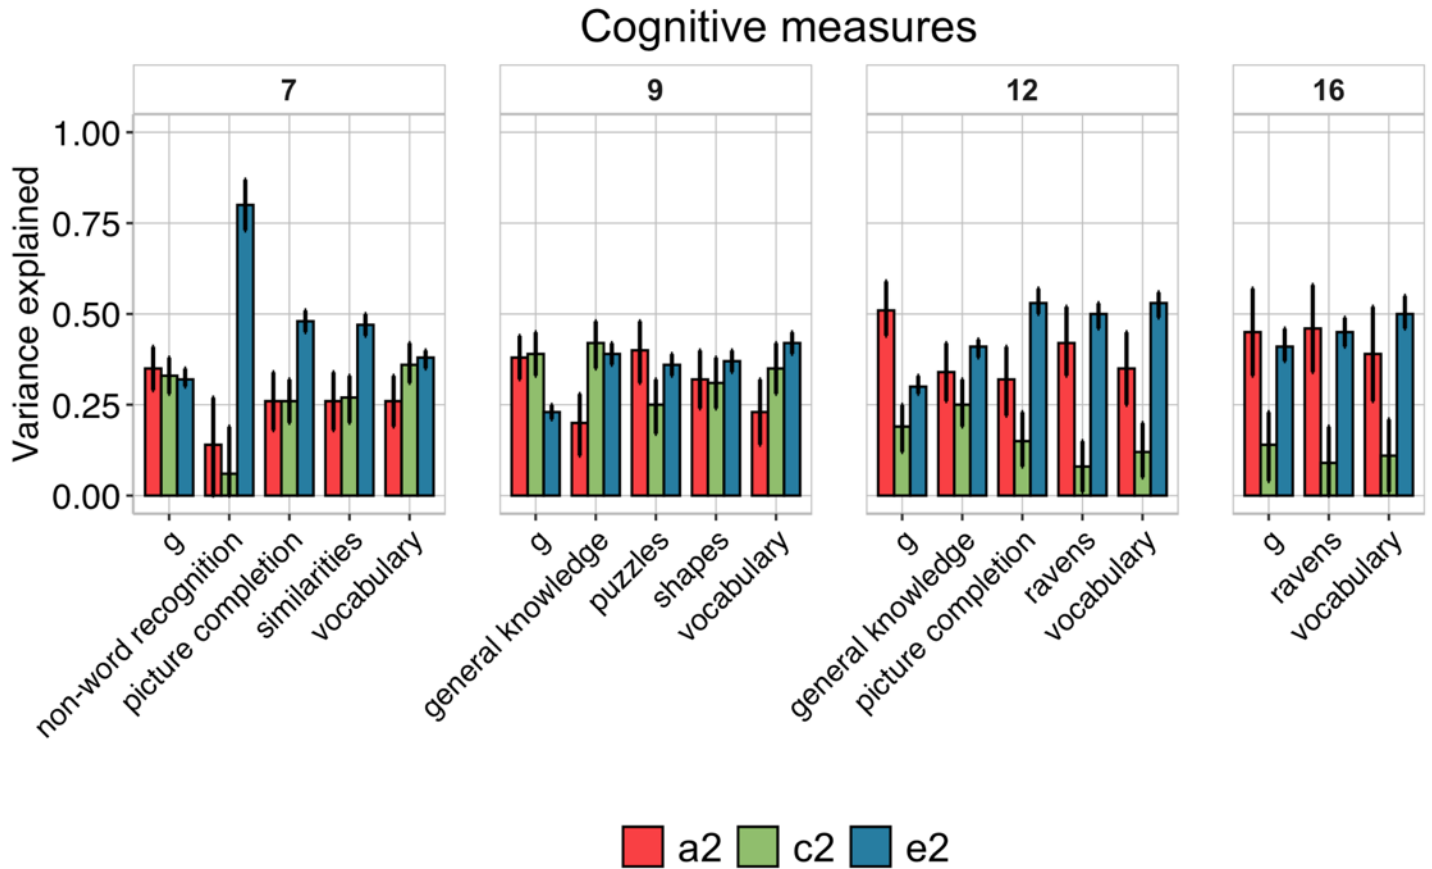 Cognitive measures
7
9
12
16
Variance explained
1.00
0.75
0.50
0.25
0.00
g
non-word recognition
picture completion
similarities
vocabulary
g
general knowledge
puzzles
shapes
vocabulary
g
general knowledge
picture completion
ravens
vocabulary
g
ravens
vocabulary
a2 c2 e2